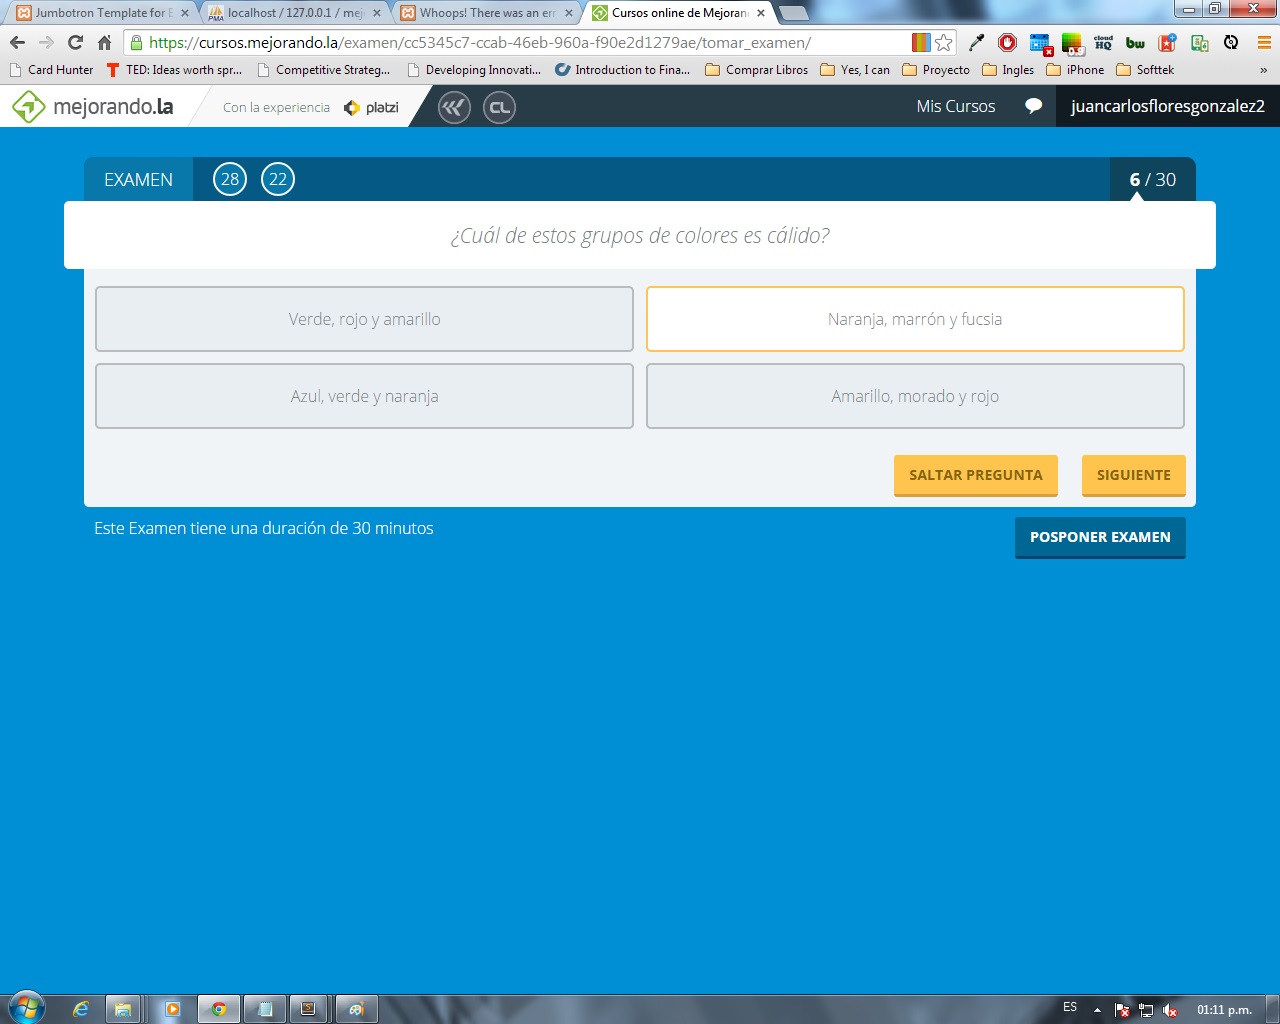 Jumbotron Template for B
localhost / 127.0.0.1 / mej
Whoops! There was an err
Cursos online de Mejoran
https://cursos.mejorando.la/examen/cc5345c7-ccab-46eb-960a-f90e2d1279ae/tomar_examen/
Card Hunter
TED: Ideas worth spr...
Competitive Strateg...
Developing Innovati...
Introduction to Fina...
Comprar Libros
Yes, I can
Proyecto
Ingles
iPhone
Softtek
»
mejorando.la
Con la experiencia
platzi
CL
Mis Cursos
juancarlosfloresgonzalez2
EXAMEN
28
22
6 / 30
¿Cuál de estos grupos de colores es cálido?
Verde, rojo y amarillo
Naranja, marrón y fucsia
Azul, verde y naranja
Amarillo, morado y rojo
SALTAR PREGUNTA
SIGUIENTE
Este Examen tiene una duración de 30 minutos
POSPONER EXAMEN
ES
01:11 p.m.